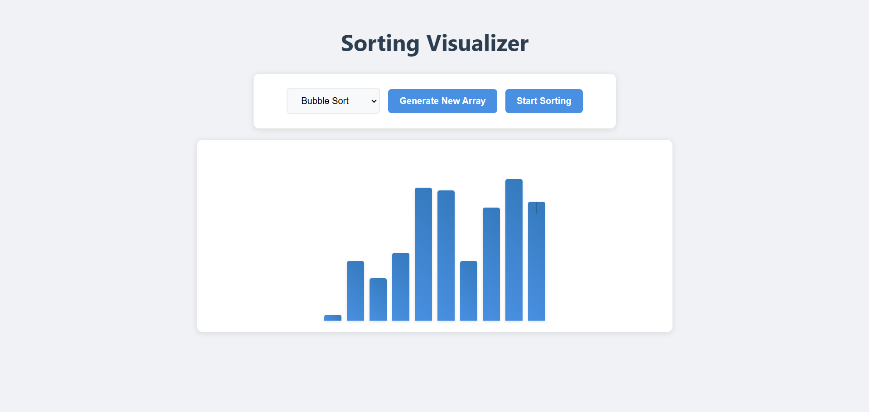 Sorting Visualizer
Bubble Sort
Generate New Array
Start Sorting